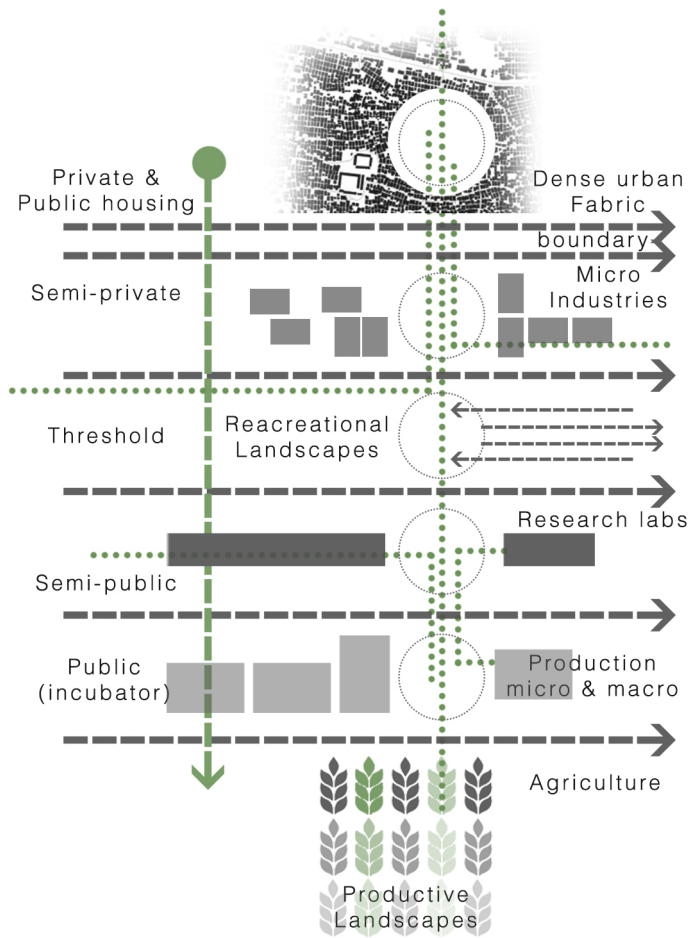 Private &
Public housing
Dense urban
Fabric
boundary
Semi-private
Micro
Industries
Threshold
Reacreational
Landscapes
Research labs
Semi-public
Public
(incubator)
Production
micro & macro
Agriculture
Productive
Landscapes